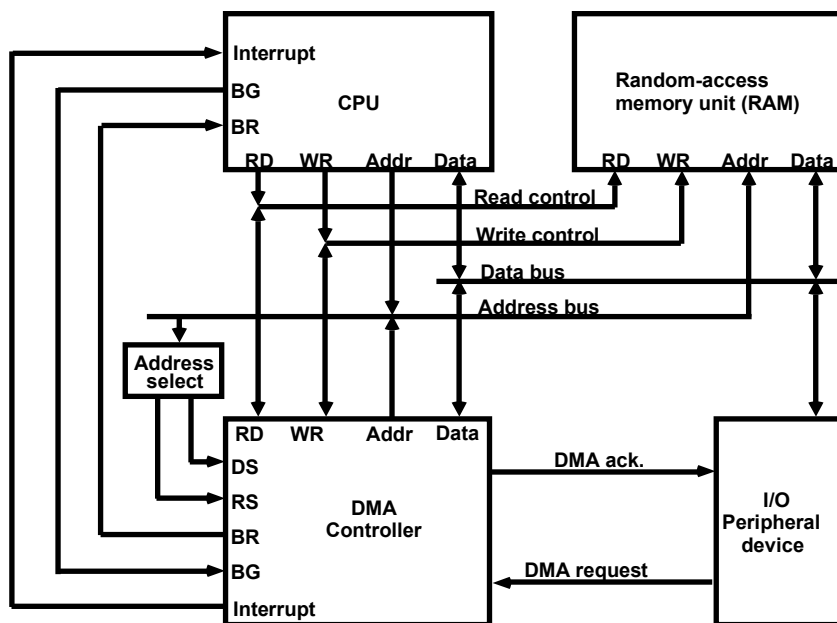 Interrupt
BG
BR
CPU
RD WR Addr Data
Random-access
memory unit (RAM)
RD WR Addr Data
Read control
Write control
Data bus
Address bus
Address
select
RD WR Addr Data
DS
RS
BR
BG
Interrupt
DMA
Controller
DMA ack.
DMA request
I/O
Peripheral
device